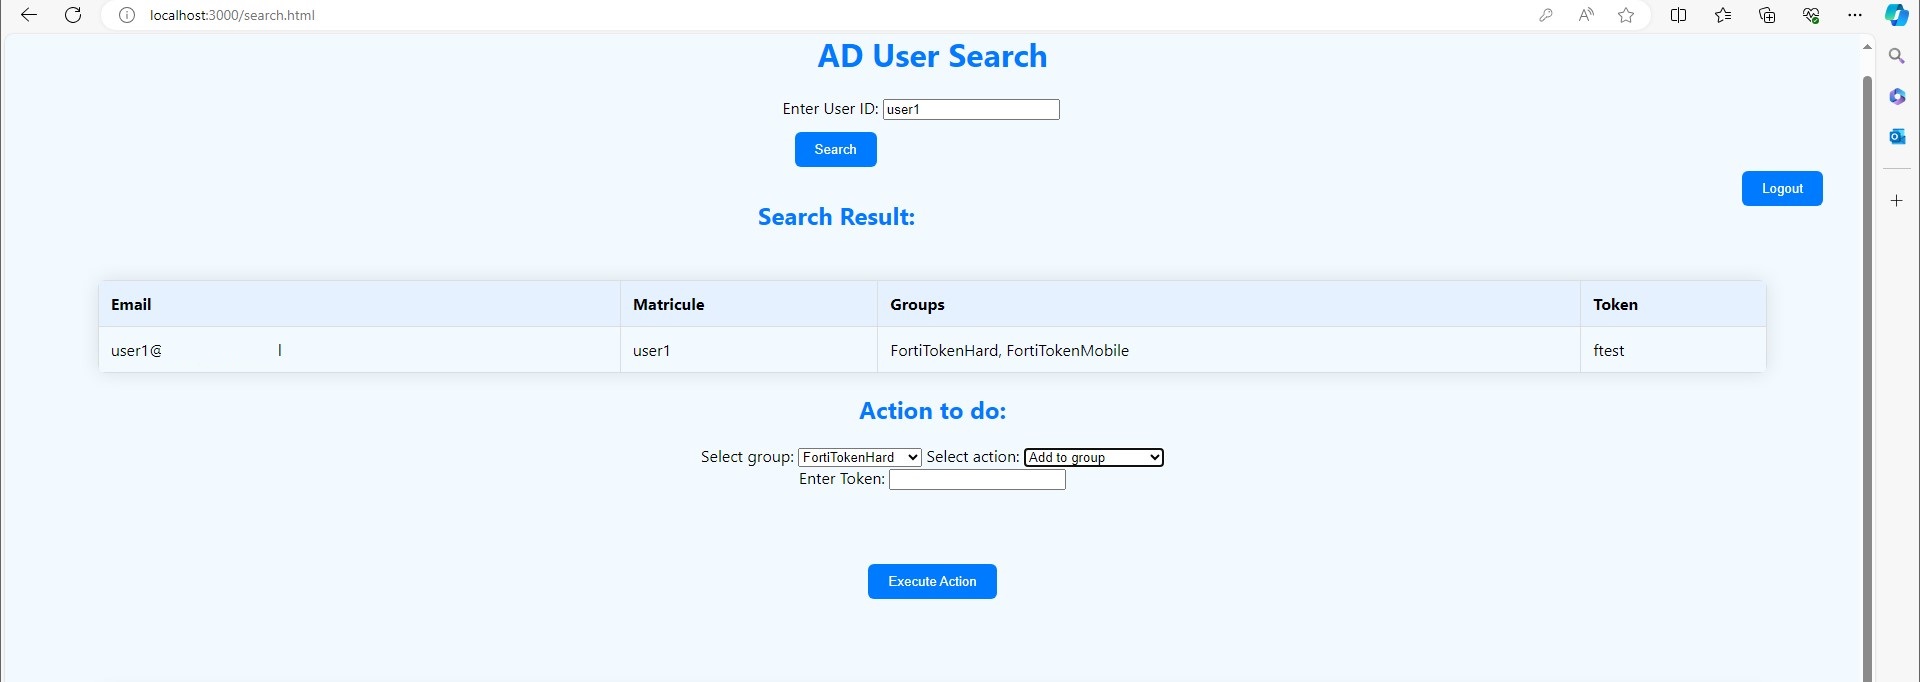 localhost:3000/search.html
AD User Search
Enter User ID: user1
Search
Logout
Search Result:
Email Matricule Groups Token
user1@ l user1 FortiTokenHard, FortiTokenMobile ftest
Action to do:
Select group: FortiTokenHard Select action: Add to group
Enter Token:
Execute Action